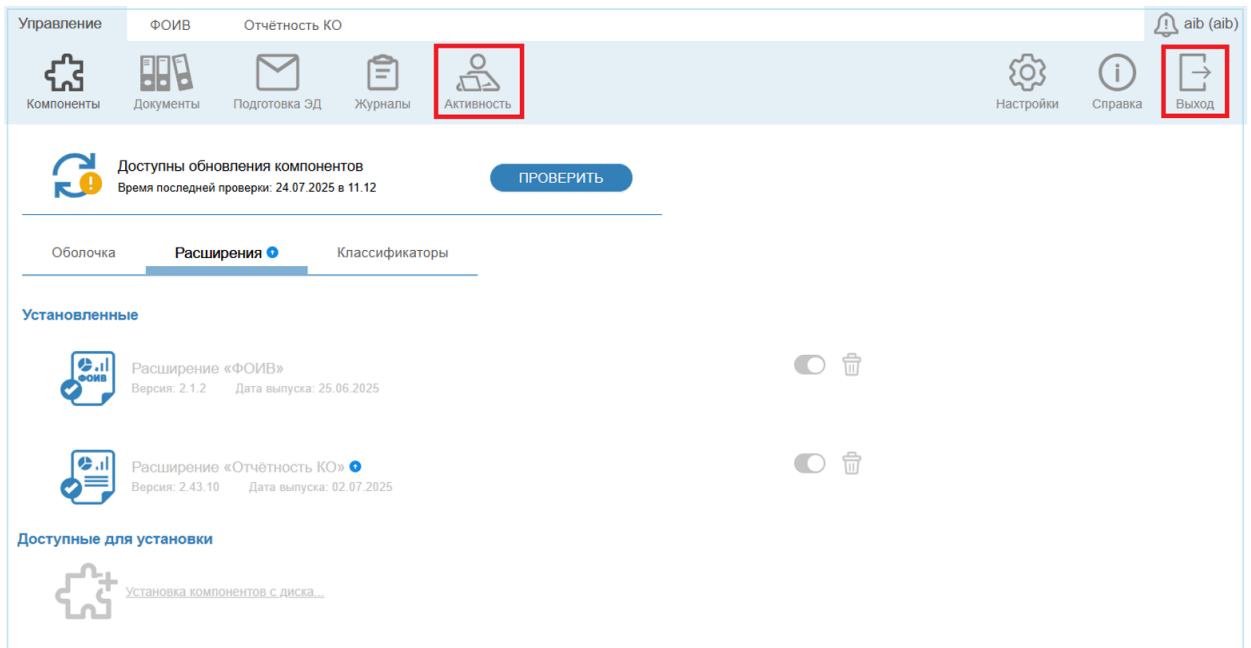 Управление ФОИВ Отчётность КО aib (aib)
Компоненты Документы Подготовка ЭД Журналы Активность Настройки Справка Выход
Доступны обновления компонентов
Время последней проверки: 24.07.2025 в 11.12
ПРОВЕРИТЬ
Оболочка Расширения Классификаторы
Установленные
ФОИВ
Расширение «ФОИВ»
Версия: 2.1.2 Дата выпуска: 25.06.2025
Расширение «Отчётность КО»
Версия: 2.43.10 Дата выпуска: 02.07.2025
Доступные для установки
Установка компонентов с диска...